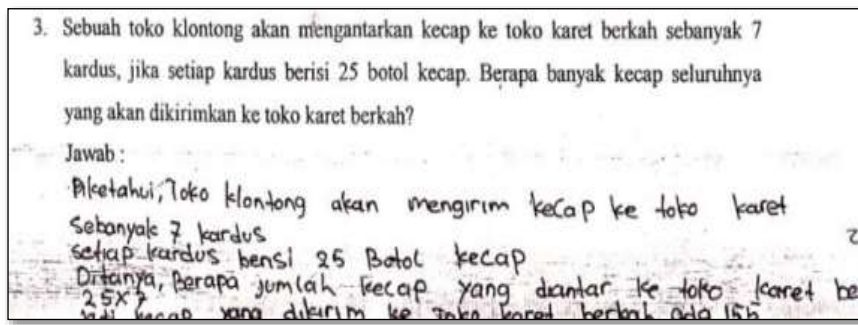 3. Sebuah toko klontong akan mengantarkan kecap ke toko karet berkah sebanyak 7
kardus, jika setiap kardus berisi 25 botol kecap. Berapa banyak kecap seluruhnya
yang akan dikirimkan ke toko karet berkah?
Jawab :
Diketahui, Toko klontong akan mengirim kecap ke toko karet
Sebanyak 7 kardus
setiap kardus berisi 25 Botol kecap
Ditanya, Berapa jumlah kecap yang diantar ke toko karet be
25x7
kecap yang dikirim ke toko karet berkah ada